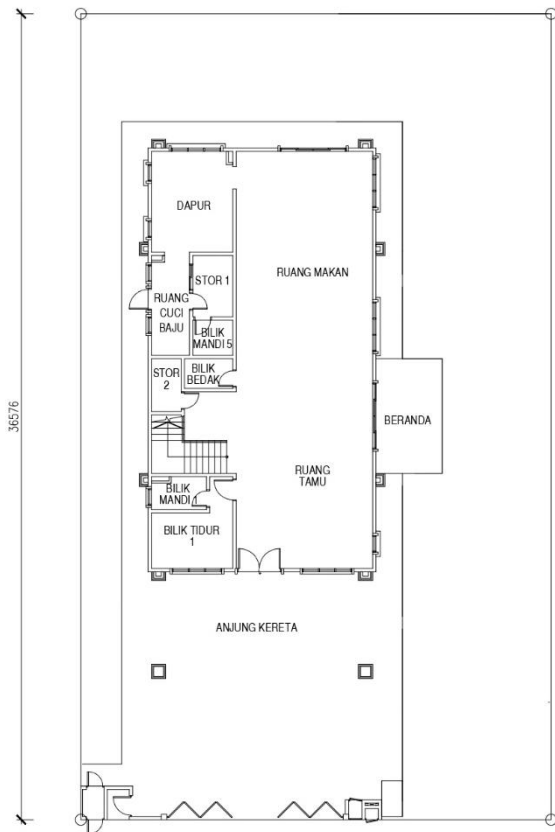 DAPUR
RUANG MAKAN
STOR 1
RUANG
CUCI
BAJU
BILIK
MANDI 5
BILIK
BEDAK
STOR
2
36576
BERANDA
RUANG
TAMU
BILIK
MANDI 1
BILIK TIDUR
1
ANJUNG KERETA